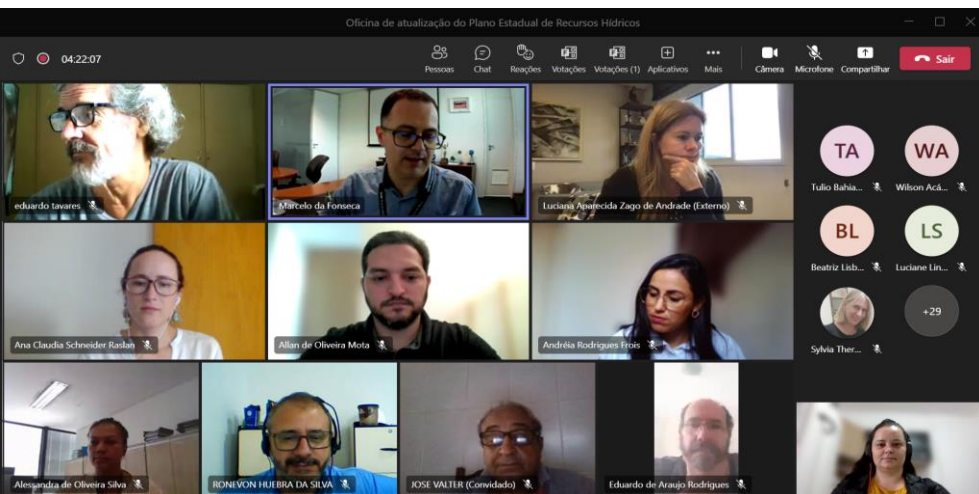 Oficina de atualização do Plano Estadual de Recursos Hídricos
04:22:07
Pessoas
Chat
Reações
Votações
Votações (1)
Aplicativos
Mais
Câmera
Microfone
Compartilhar
Sair
eduardo tavares
Marcelo da Fonseca
Luciana Aparecida Zago de Andrade (Externo)
TA
WA
Tulio Bahia...
Wilson Acá...
BL
LS
Beatriz Lisb...
Luciane Lin...
+29
Sylvia Ther...
Ana Claudia Schneider Raslan
Allan de Oliveira Mota
Andréia Rodrigues Frois
Alessandra de Oliveira Silva
RONEVON HUEBRA DA SILVA
JOSE VALTER (Convidado)
Eduardo de Araujo Rodrigues